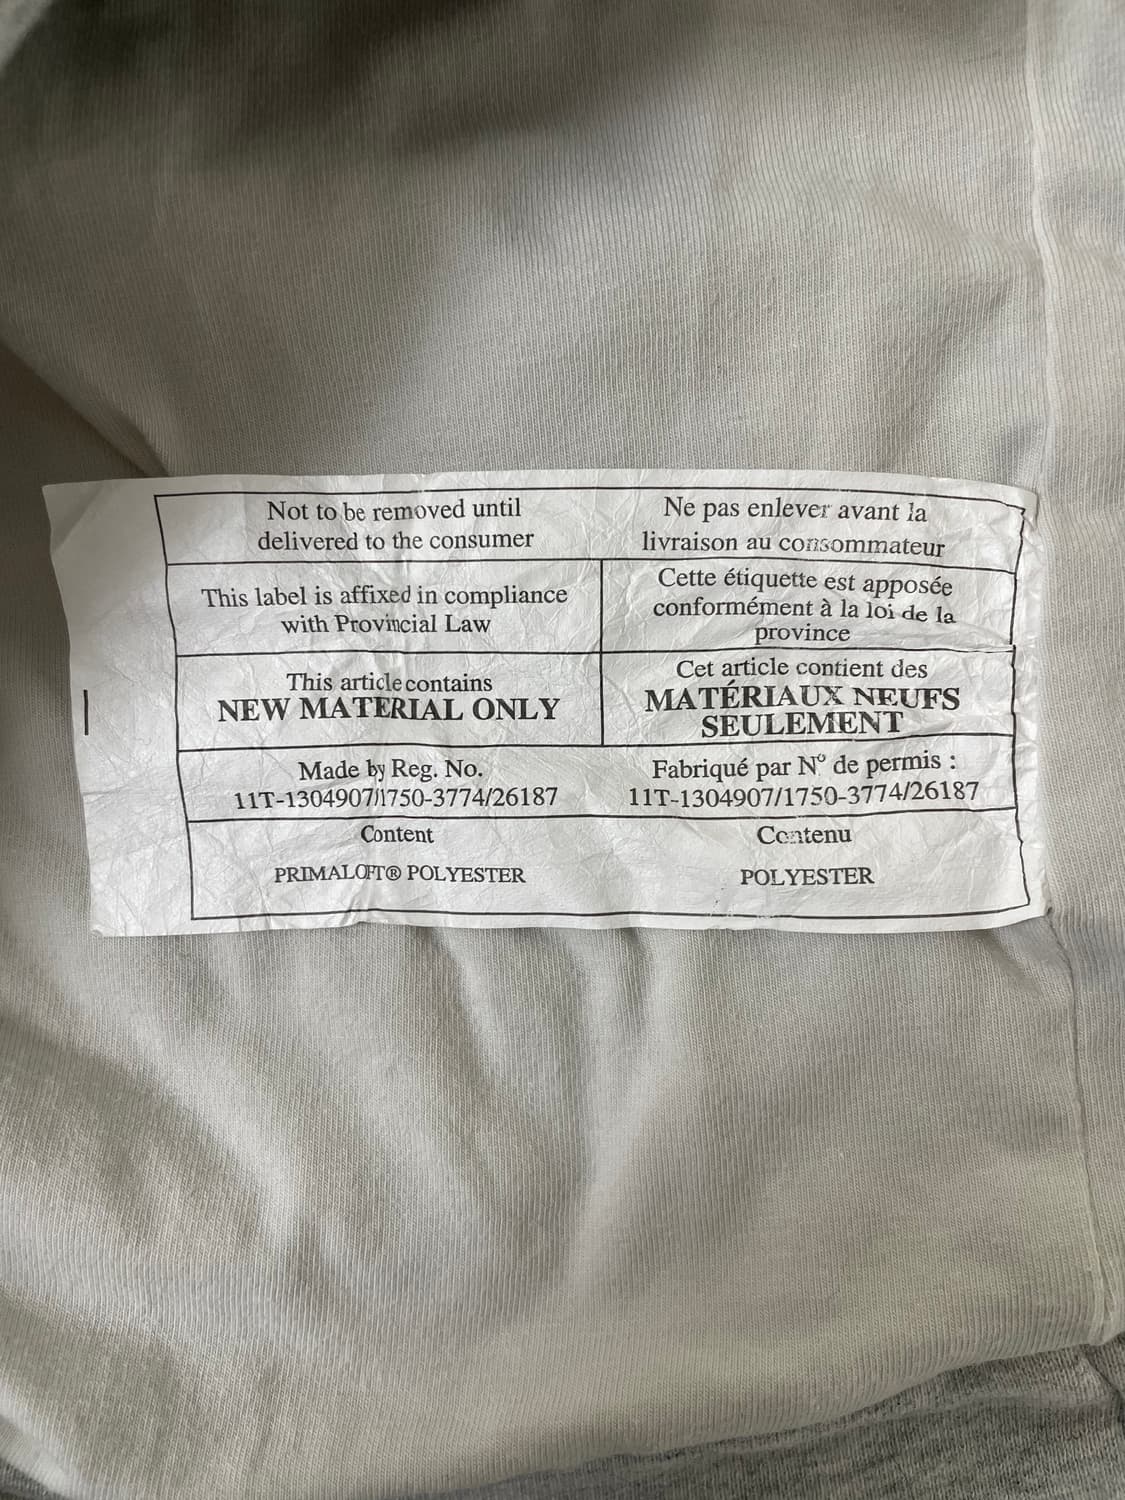 Not to be removed until
delivered to the consumer
Ne pas enlever avant la
livraison au consommateur
This label is affixed in compliance
with Provincial Law
Cette étiquette est apposée
conformément à la loi de la
province
This article contains
NEW MATERIAL ONLY
Cet article contient des
MATÉRIAUX NEUFS
SEULEMENT
Made by Reg. No.
11T-1304907/1750-3774/26187
Fabriqué par Nº de permis :
11T-1304907/1750-3774/26187
Content
PRIMALOFT® POLYESTER
Contenu
POLYESTER